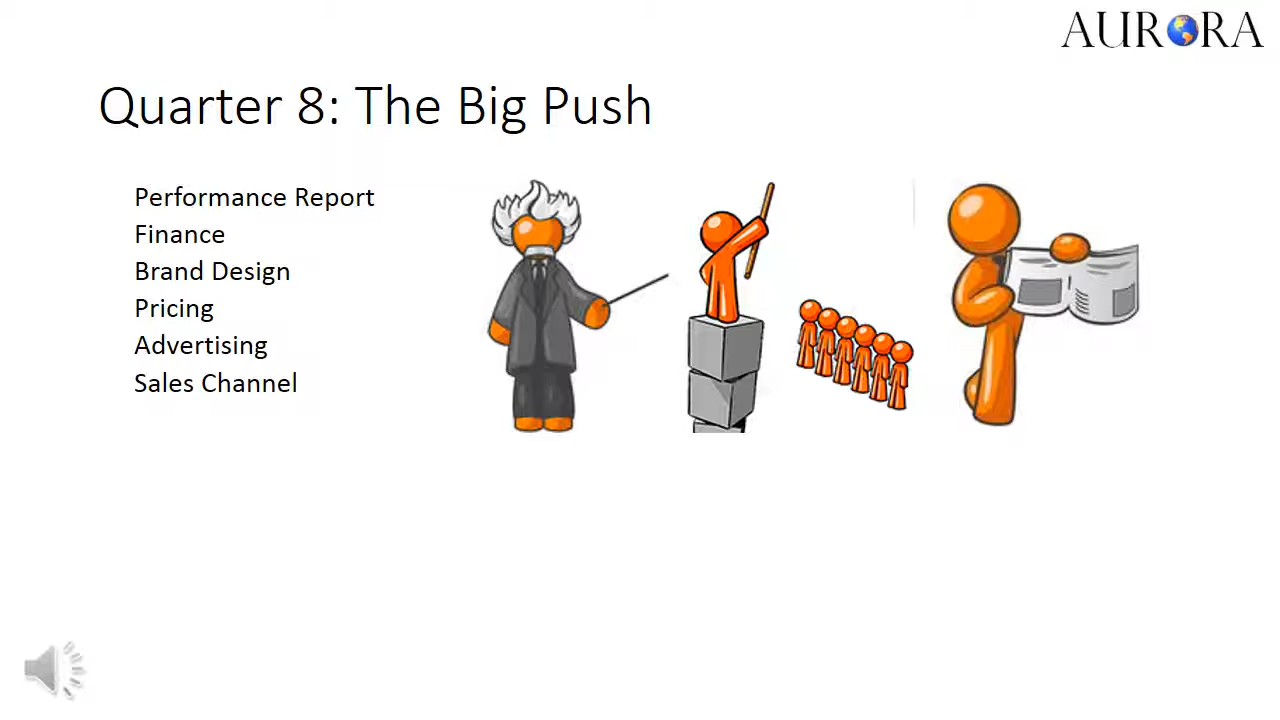 AURORA
Quarter 8: The Big Push
Performance Report
Finance
Brand Design
Pricing
Advertising
Sales Channel